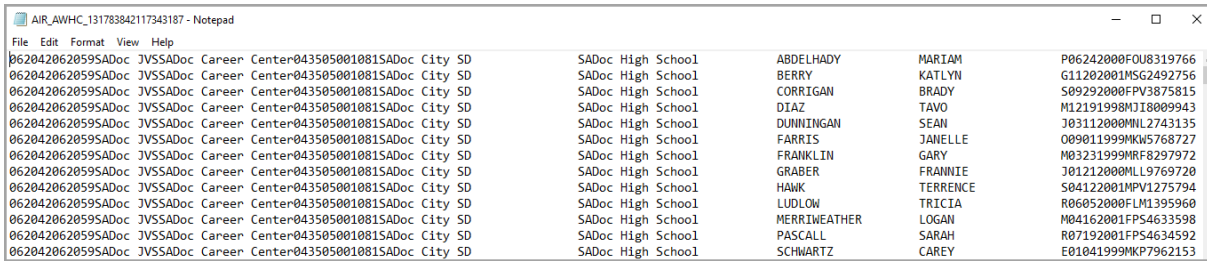 AIR_AWHC_131783842117343187 - Notepad
File Edit Format View Help
062042062059SADoc JVSSADoc Career Center043505001081SADoc City SD SADoc High School ABDELHADY MARIAM P06242000FOU8319766
062042062059SADoc JVSSADoc Career Center043505001081SADoc City SD SADoc High School BERRY KATLYN G11202001MSG2492756
062042062059SADoc JVSSADoc Career Center043505001081SADoc City SD SADoc High School CORRIGAN BRADY S09292000FPV3875815
062042062059SADoc JVSSADoc Career Center043505001081SADoc City SD SADoc High School DIAZ TAVO M12191998MJI8009943
062042062059SADoc JVSSADoc Career Center043505001081SADoc City SD SADoc High School DUNNINGAN SEAN J03112000MNL2743135
062042062059SADoc JVSSADoc Career Center043505001081SADoc City SD SADoc High School FARRIS JANELLE O09011999MKW5768727
062042062059SADoc JVSSADoc Career Center043505001081SADoc City SD SADoc High School FRANKLIN GARY M03231999MRF8297972
062042062059SADoc JVSSADoc Career Center043505001081SADoc City SD SADoc High School GRABER FRANNIE J01212000MLL9769720
062042062059SADoc JVSSADoc Career Center043505001081SADoc City SD SADoc High School HAWK TERRENCE S04122001MPV1275794
062042062059SADoc JVSSADoc Career Center043505001081SADoc City SD SADoc High School LUDLOW TRICIA R06052000FLM1395960
062042062059SADoc JVSSADoc Career Center043505001081SADoc City SD SADoc High School MERRIWEATHER LOGAN M04162001FPS4633598
062042062059SADoc JVSSADoc Career Center043505001081SADoc City SD SADoc High School PASCALL SARAH R07192001FPS4634592
062042062059SADoc JVSSADoc Career Center043505001081SADoc City SD SADoc High School SCHWARTZ CAREY E01041999MKP7962153